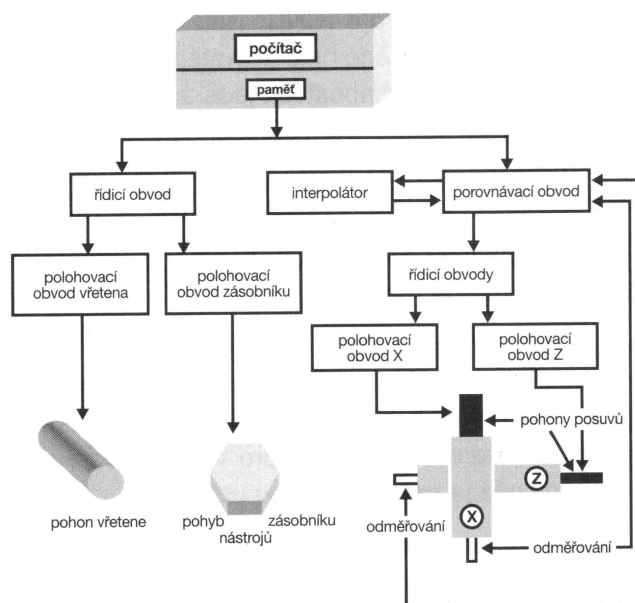 počítač
paměť
řídicí obvod
interpolátor
porovnávací obvod
polohovací
obvod vřetena
polohovací
obvod zásobníku
řídicí obvody
polohovací
obvod X
polohovací
obvod Z
pohony posuvů
Z
X
odměřování
odměřování
pohon vřetene
pohyb zásobníku
nástrojů